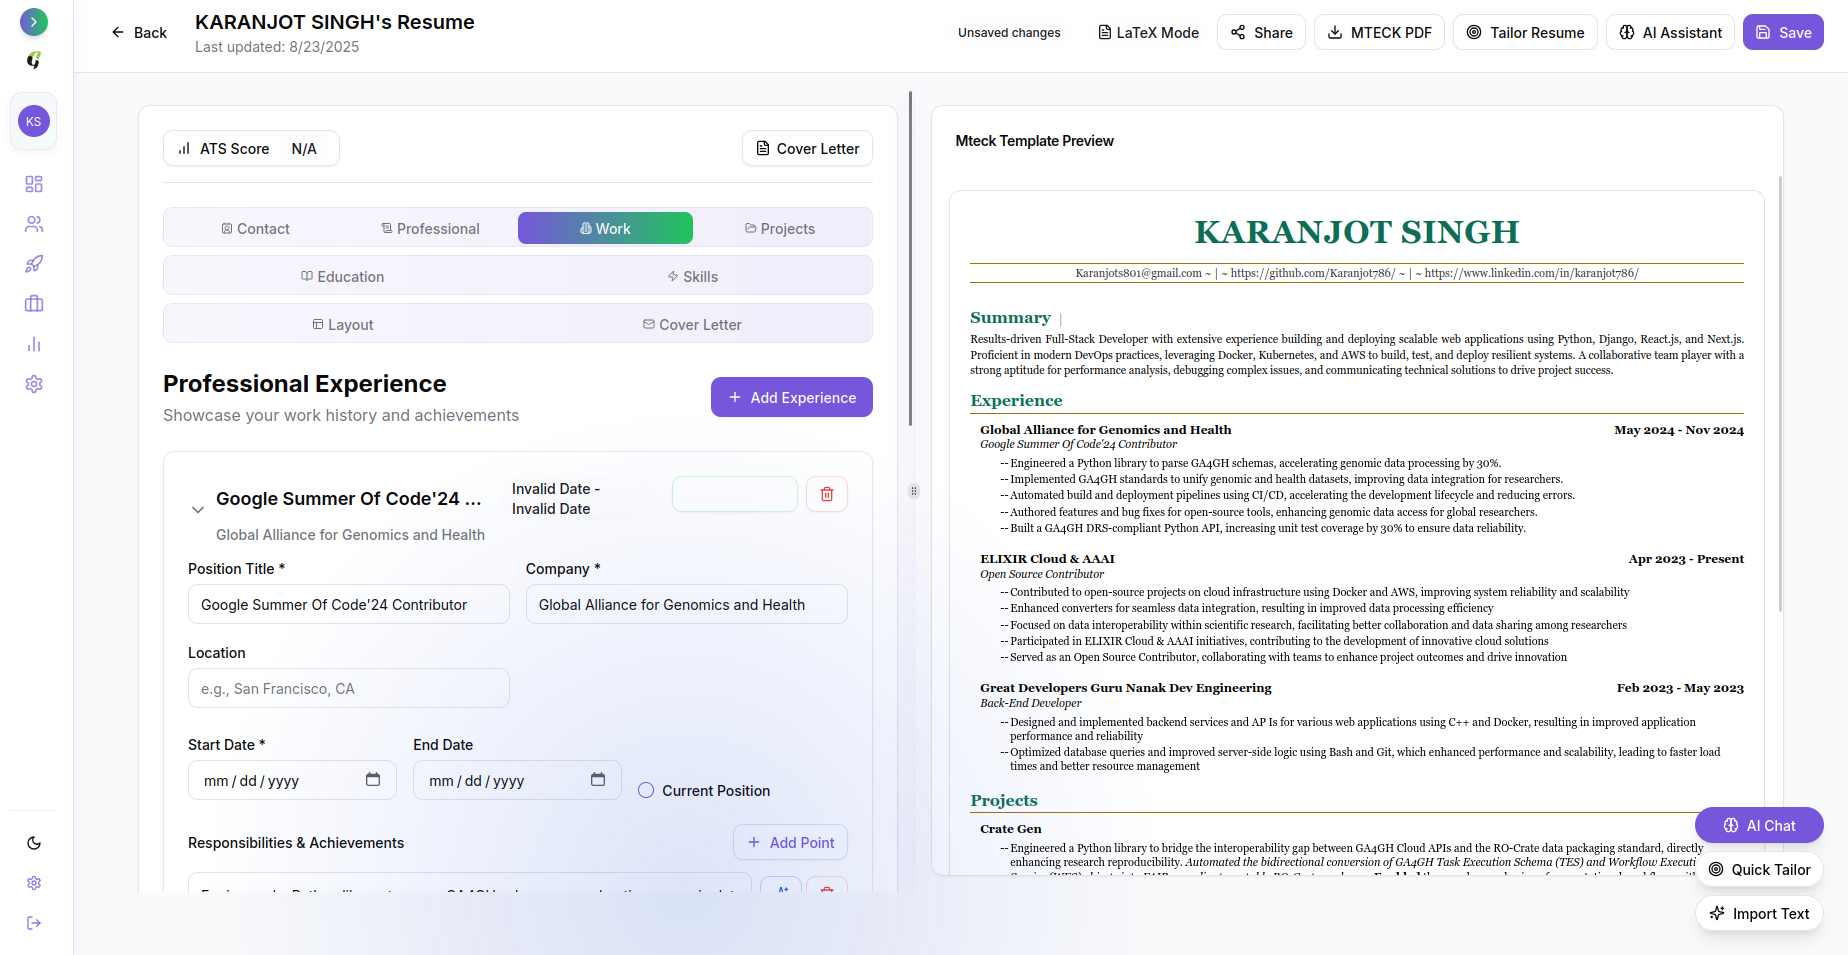 Back
KARANJOT SINGH's Resume
Last updated: 8/23/2025
Unsaved changes
LaTeX Mode
Share
MTECK PDF
Tailor Resume
AI Assistant
Save
KS
ATS Score N/A
Cover Letter
Contact
Professional
Work
Projects
Education
Skills
Layout
Cover Letter
Professional Experience
Showcase your work history and achievements
Add Experience
Google Summer Of Code'24 ...
Invalid Date -
Invalid Date
Global Alliance for Genomics and Health
Position Title *
Company *
Google Summer Of Code'24 Contributor
Global Alliance for Genomics and Health
Location
e.g., San Francisco, CA
Start Date *
End Date
mm / dd / yyyy
mm / dd / yyyy
Current Position
Responsibilities & Achievements
Add Point
Mteck Template Preview
KARANJOT SINGH
Karanjots801@gmail.com ~ | ~ https://github.com/Karanjot786/ ~ | ~ https://www.linkedin.com/in/karanjot786/
Summary |
Results-driven Full-Stack Developer with extensive experience building and deploying scalable web applications using Python, Django, React.js, and Next.js.
Proficient in modern DevOps practices, leveraging Docker, Kubernetes, and AWS to build, test, and deploy resilient systems. A collaborative team player with a
strong aptitude for performance analysis, debugging complex issues, and communicating technical solutions to drive project success.
Experience
Global Alliance for Genomics and Health May 2024 - Nov 2024
Google Summer Of Code'24 Contributor
-- Engineered a Python library to parse GA4GH schemas, accelerating genomic data processing by 30%.
-- Implemented GA4GH standards to unify genomic and health datasets, improving data integration for researchers.
-- Automated build and deployment pipelines using CI/CD, accelerating the development lifecycle and reducing errors.
-- Authored features and bug fixes for open-source tools, enhancing genomic data access for global researchers.
-- Built a GA4GH DRS-compliant Python API, increasing unit test coverage by 30% to ensure data reliability.
ELIXIR Cloud & AAAI Apr 2023 - Present
Open Source Contributor
-- Contributed to open-source projects on cloud infrastructure using Docker and AWS, improving system reliability and scalability
-- Enhanced converters for seamless data integration, resulting in improved data processing efficiency
-- Focused on data interoperability within scientific research, facilitating better collaboration and data sharing among researchers
-- Participated in ELIXIR Cloud & AAAI initiatives, contributing to the development of innovative cloud solutions
-- Served as an Open Source Contributor, collaborating with teams to enhance project outcomes and drive innovation
Great Developers Guru Nanak Dev Engineering Feb 2023 - May 2023
Back-End Developer
-- Designed and implemented backend services and AP Is for various web applications using C++ and Docker, resulting in improved application
performance and reliability
-- Optimized database queries and improved server-side logic using Bash and Git, which enhanced performance and scalability, leading to faster load
times and better resource management
Projects
Crate Gen
-- Engineered a Python library to bridge the interoperability gap between GA4GH Cloud APIs and the RO-Crate data packaging standard, directly
enhancing research reproducibility. Automated the bidirectional conversion of GA4GH Task Execution Schema (TES) and Workflow Executi
AI Chat
Quick Tailor
Import Text